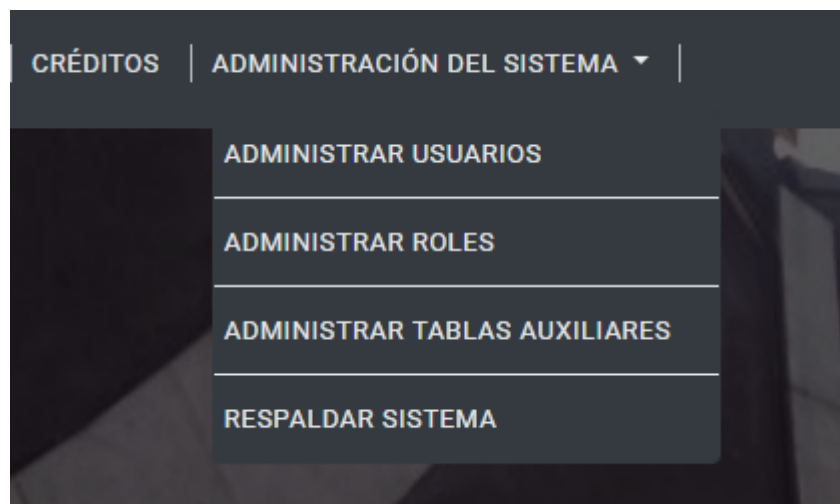 CRÉDITOS ADMINISTRACIÓN DEL SISTEMA
ADMINISTRAR USUARIOS
ADMINISTRAR ROLES
ADMINISTRAR TABLAS AUXILIARES
RESPALDAR SISTEMA